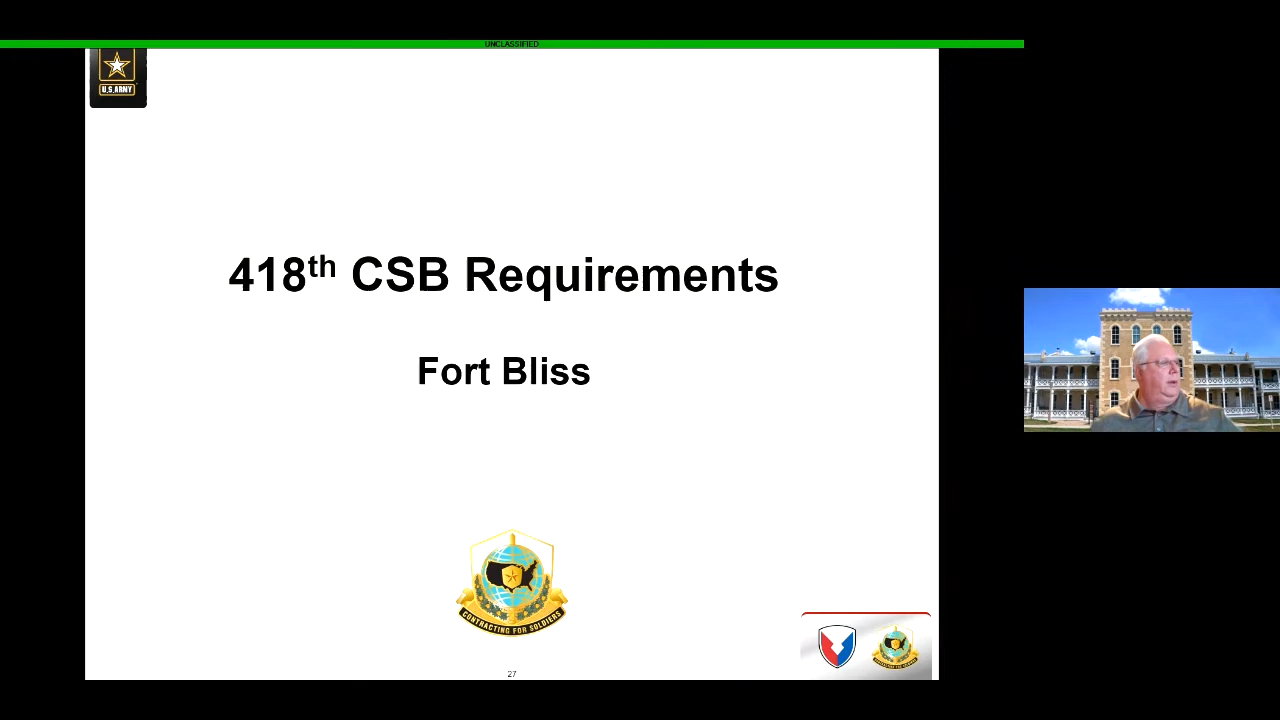 UNCLASSIFIED
U.S.ARMY
418th CSB Requirements
Fort Bliss
CONTRACTING FOR SOLDIERS
27